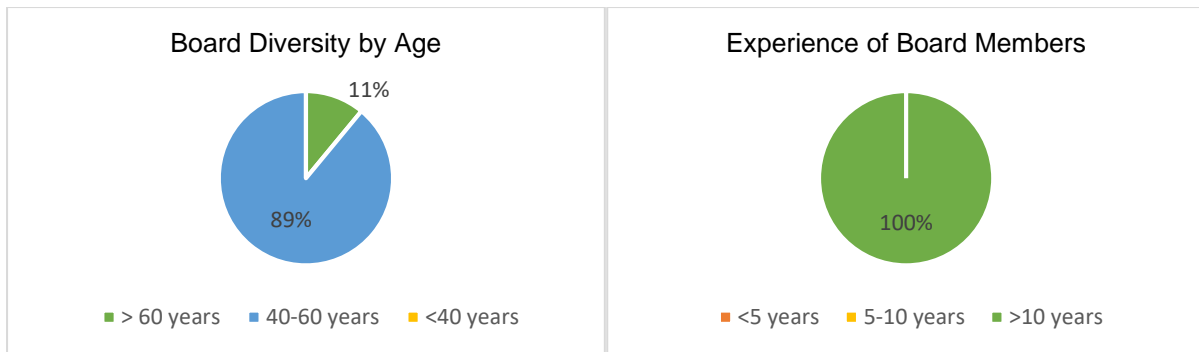 Board Diversity by Age
11%
89%
> 60 years 40-60 years <40 years
Experience of Board Members
100%
<5 years 5-10 years >10 years